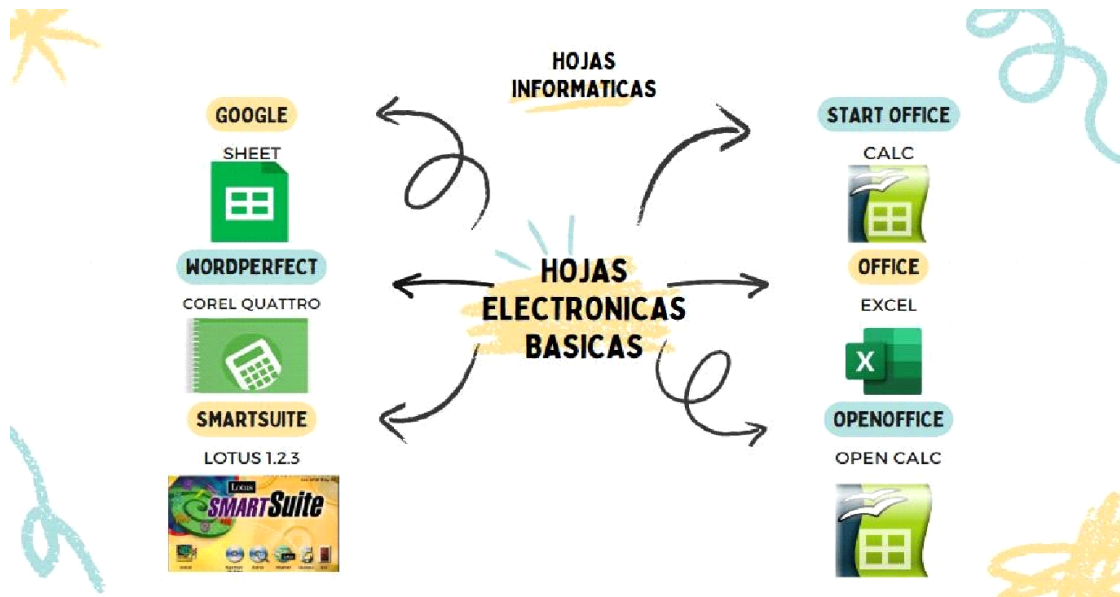 HOJAS
INFORMATICAS
GOOGLE
SHEET
WORDPERFECT
COREL QUATTRO
SMARTSUITE
LOTUS 1.2.3
Lotus
SMARTSuite
HOJAS
ELECTRONICAS
BASICAS
START OFFICE
CALC
OFFICE
EXCEL
X
OPENOFFICE
OPEN CALC